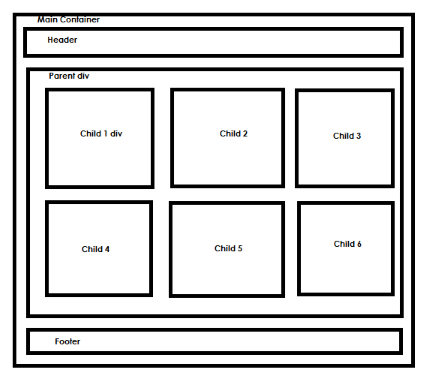 Main Container
Header
Parent div
Child 1 div
Child 2
Child 3
Child 4
Child 5
Child 6
Footer